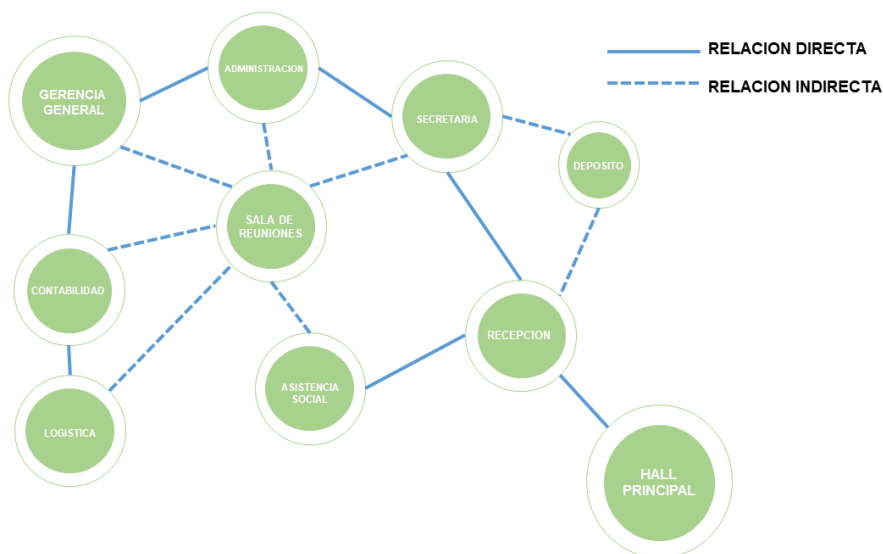 RELACION DIRECTA
RELACION INDIRECTA
GERENCIA
GENERAL
ADMINISTRACION
SECRETARIA
DEPOSITO
SALA DE
REUNIONES
CONTABILIDAD
RECEPCION
ASISTENCIA
SOCIAL
LOGISTICA
HALL
PRINCIPAL